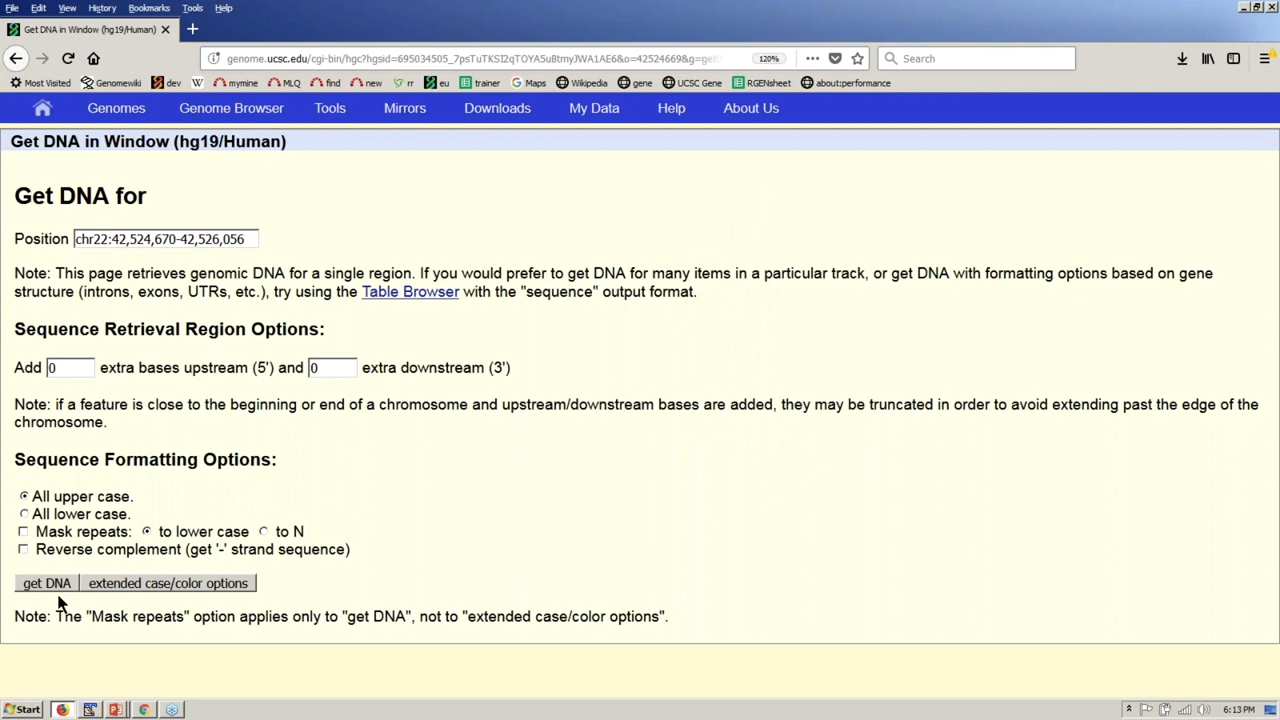 File Edit View History Bookmarks Tools Help
Get DNA in Window (hg19/Human)
genome.ucsc.edu/cgi-bin/hgc?hgsid=695034505_7psTuTKSI2qTOYA5uBtmyJWA1AE6&o=42524669&g=get 120% Search
Most Visited Genomewiki dev mymine MLQ find new rr eu trainer Maps Wikipedia gene UCSC Gene RGENsheet about:performance
Genomes Genome Browser Tools Mirrors Downloads My Data Help About Us
Get DNA in Window (hg19/Human)
Get DNA for
Position chr22:42,524,670-42,526,056
Note: This page retrieves genomic DNA for a single region. If you would prefer to get DNA for many items in a particular track, or get DNA with formatting options based on gene
structure (introns, exons, UTRs, etc.), try using the Table Browser with the "sequence" output format.
Sequence Retrieval Region Options:
Add 0 extra bases upstream (5') and 0 extra downstream (3')
Note: if a feature is close to the beginning or end of a chromosome and upstream/downstream bases are added, they may be truncated in order to avoid extending past the edge of the
chromosome.
Sequence Formatting Options:
All upper case.
All lower case.
Mask repeats: to lower case to N
Reverse complement (get '-' strand sequence)
get DNA extended case/color options
Note: The "Mask repeats" option applies only to "get DNA", not to "extended case/color options".
Start 6:13 PM